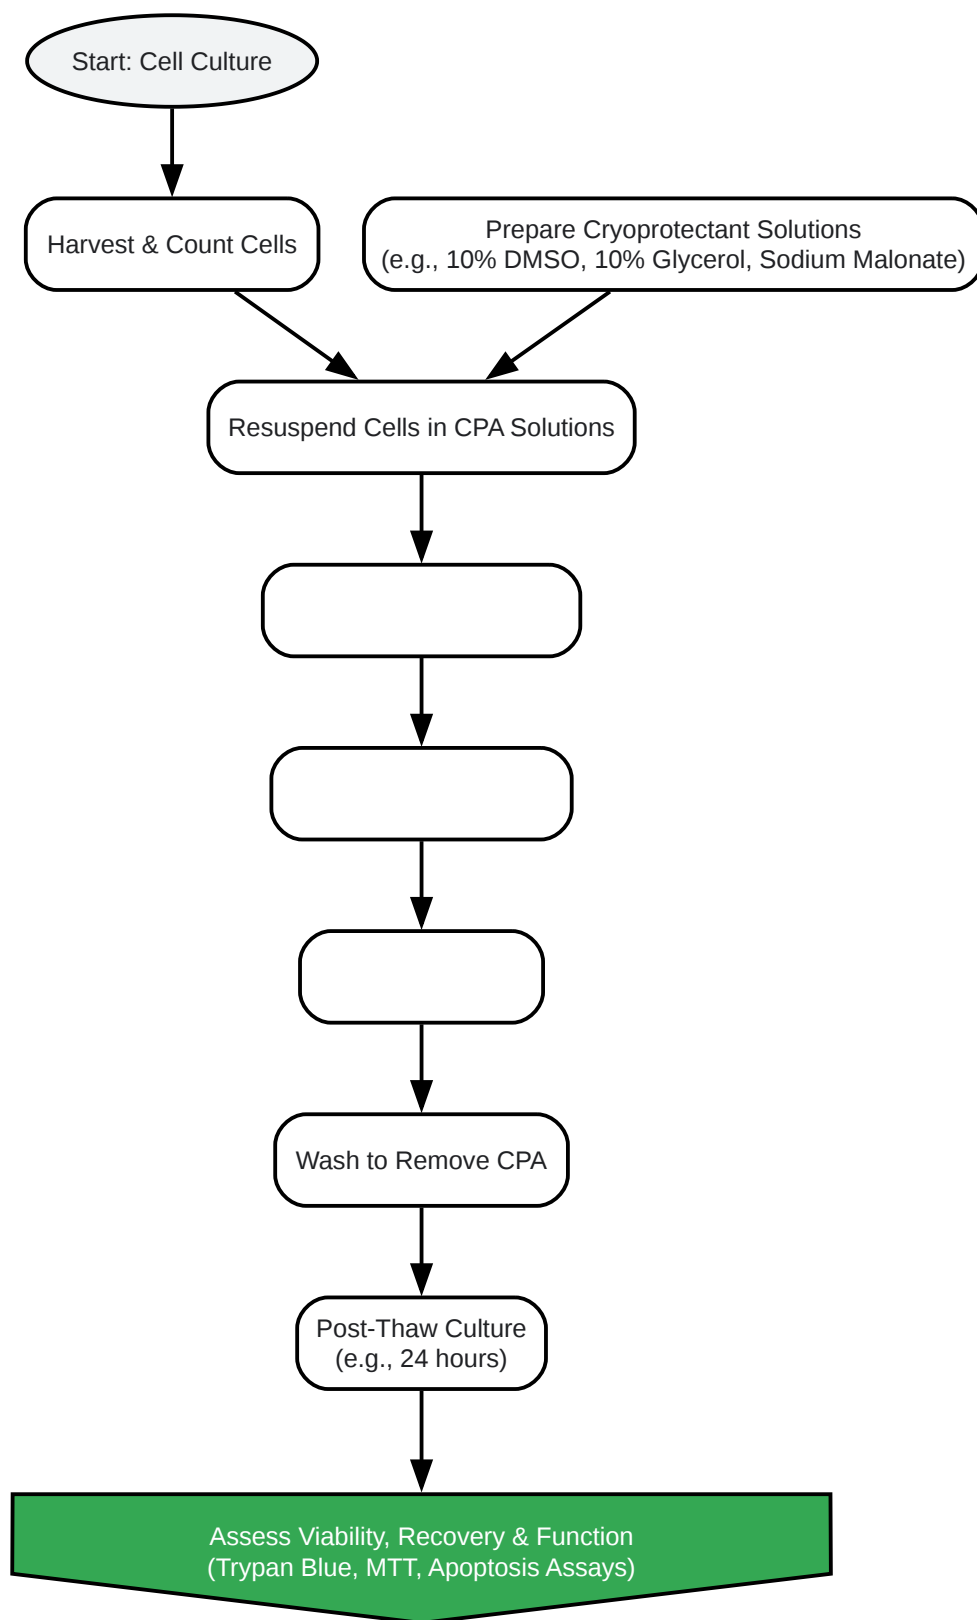 Start: Cell Culture
Harvest & Count Cells
Prepare Cryoprotectant Solutions
(e.g., 10% DMSO, 10% Glycerol, Sodium Malonate)
Resuspend Cells in CPA Solutions
Wash to Remove CPA
Post-Thaw Culture
(e.g., 24 hours)
Assess Viability, Recovery & Function
(Trypan Blue, MTT, Apoptosis Assays)